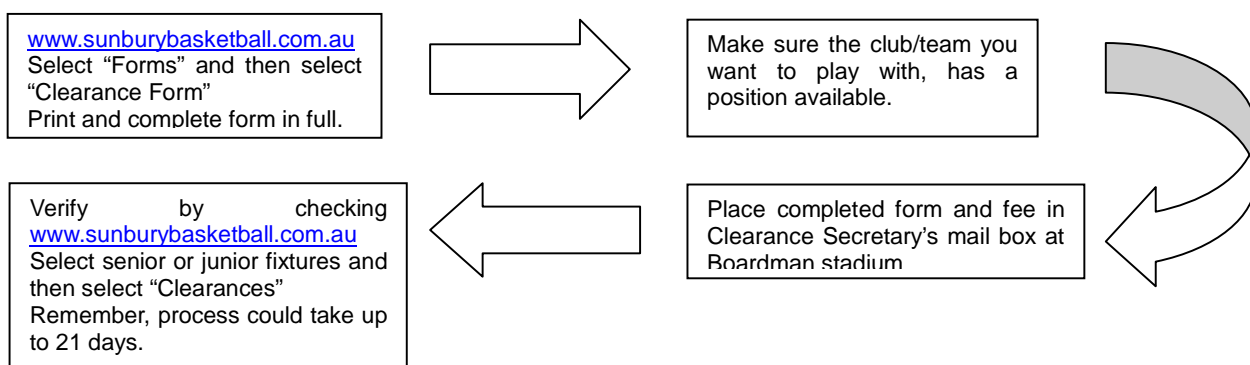 www.sunburybasketball.com.au
Select “Forms” and then select
“Clearance Form”
Print and complete form in full.
Make sure the club/team you
want to play with, has a
position available.
Place completed form and fee in
Clearance Secretary’s mail box at
Boardman stadium
Verify by checking
www.sunburybasketball.com.au
Select senior or junior fixtures and
then select “Clearances”
Remember, process could take up
to 21 days.